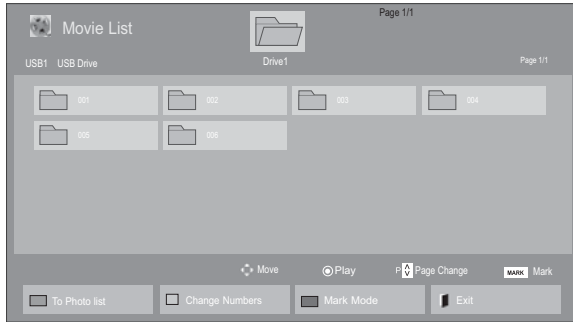 Page 1/1
Movie List
USB1 USB Drive
Drive1
Page 1/1
001
002
003
004
005
006
Move
Play
P Page Change
MARK Mark
To Photo list
Change Numbers
Mark Mode
Exit